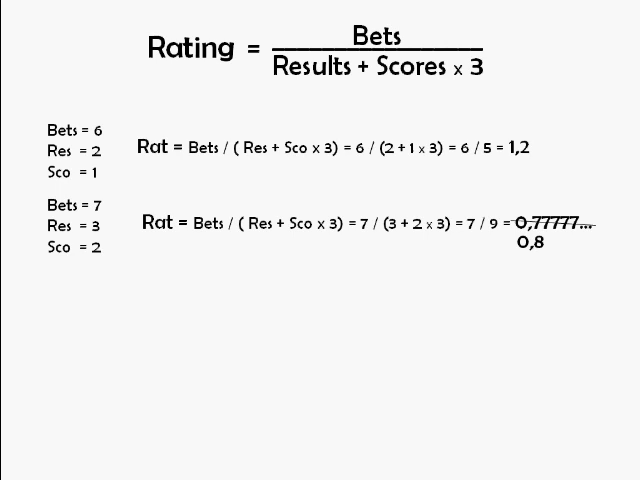 Rating = Bets
Results + Scores x 3
Bets = 6
Res = 2
Sco = 1
Rat = Bets / ( Res + Sco x 3) = 6 / (2 + 1 x 3) = 6 / 5 = 1,2
Bets = 7
Res = 3
Sco = 2
Rat = Bets / ( Res + Sco x 3) = 7 / (3 + 2 x 3) = 7 / 9 = 0,77777...
0,8